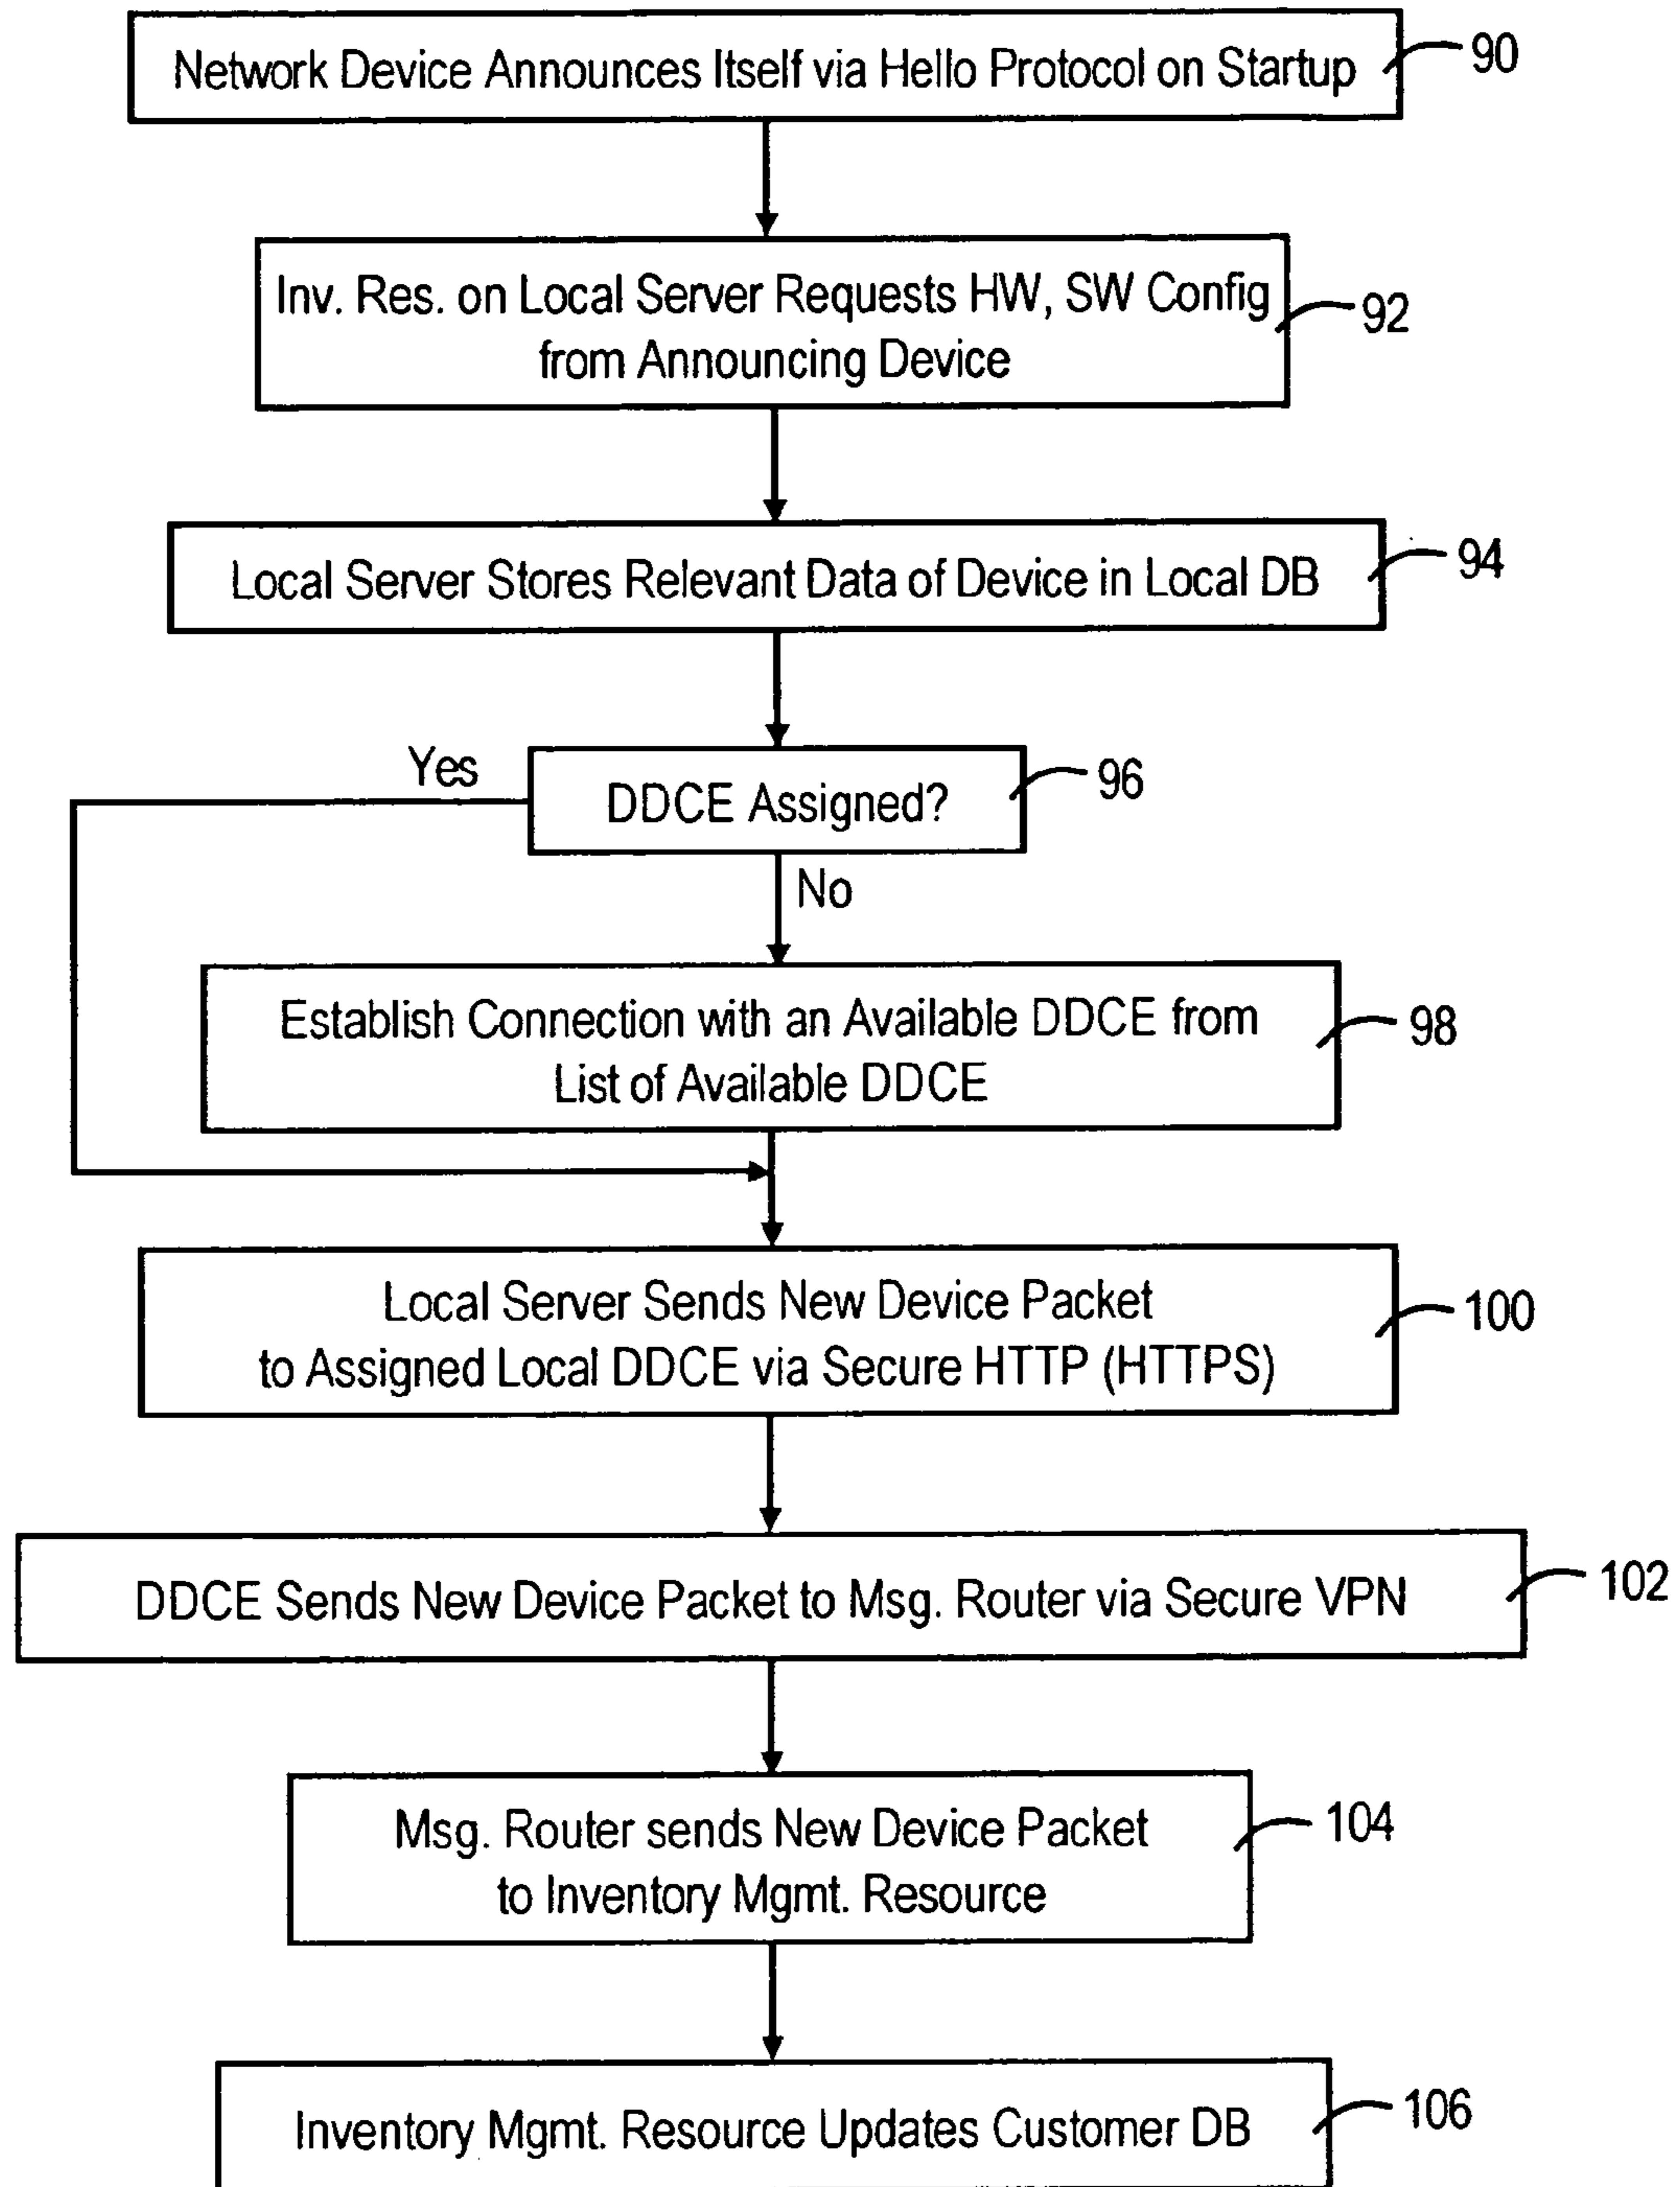 Network Device Announces Itself via Hello Protocol on Startup
90
Inv. Res. on Local Server Requests HW, SW Config
from Announcing Device
92
Local Server Stores Relevant Data of Device in Local DB
94
Yes
DDCE Assigned?
96
No
Establish Connection with an Available DDCE from
List of Available DDCE
98
Local Server Sends New Device Packet
to Assigned Local DDCE via Secure HTTP (HTTPS)
100
DDCE Sends New Device Packet to Msg. Router via Secure VPN
102
Msg. Router sends New Device Packet
to Inventory Mgmt. Resource
104
Inventory Mgmt. Resource Updates Customer DB
106